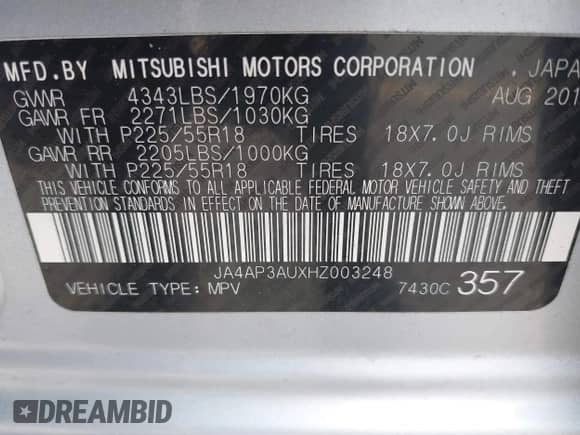 MFD.BY MITSUBISHI MOTORS CORPORATION . JAPA
GVWR 4343LBS/1970KG AUG 201
GAWR FR 2271LBS/1030KG
WITH P225/55R18 TIRES 18X7.0J RIMS
GAWR RR 2205LBS/1000KG
WITH P225/55R18 TIRES 18X7.0J RIMS
THIS VEHICLE CONFORMS TO ALL APPLICABLE FEDERAL MOTOR VEHICLE SAFETY AND THEFT
PREVENTION STANDARDS IN EFFECT ON THE DATE OF MANUFACTURE SHOWN ABOVE.
JA4AP3AUXHZ003248
VEHICLE TYPE: MPV 7430C 357
DREAMBID